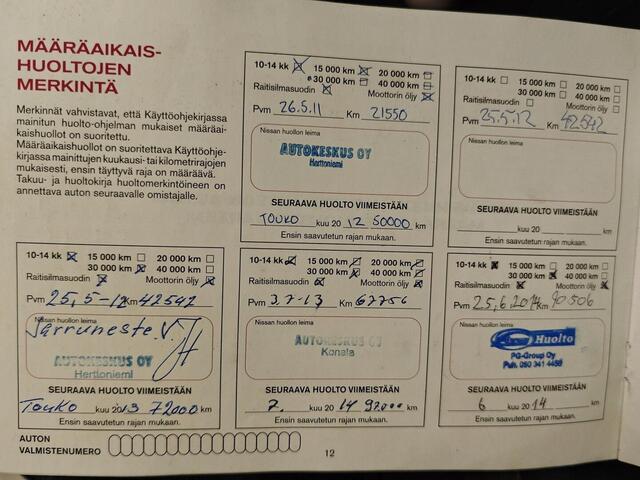 MÄÄRÄAIKAIS-
HUOLTOJEN
MERKINTÄ
Merkinnät vahvistavat, että Käyttöohjekirjassa
mainitun huolto-ohjelman mukaiset määräai-
kaishuollot on suoritettu.
Määräaikaishuollot on suoritettava Käyttöohje-
kirjassa mainittujen kuukausi- tai kilometrirajojen
mukaisesti, ensin täyttyvä raja on määräävä.
Takuu- ja huoltokirja huoltomerkintöineen on
annettava auton seuraavalle omistajalle.
10-14 kk 15 000 km 20 000 km
30 000 km 40 000 km
Raitisilmasuodin Moottorin öljy
Pvm 26.5.11 Km 21550
Nissan huollon leima
AUTOKESKUS OY
Herttoniemi
SEURAAVA HUOLTO VIIMEISTÄÄN
TOUKO kuu 20 12 50000 km
Ensin saavutetun rajan mukaan.
10-14 kk 15 000 km 20 000 km
30 000 km 40 000 km
Raitisilmasuodin Moottorin öljy
Pvm 25.5.12 Km 42542
Nissan huollon leima
SEURAAVA HUOLTO VIIMEISTÄÄN
kuu 20 km
Ensin saavutetun rajan mukaan.
10-14 kk 15 000 km 20 000 km
30 000 km 40 000 km
Raitisilmasuodin Moottorin öljy
Pvm 25,5-12 Km 42542
Nissan huollon leima
Jarruneste.V.
AUTOKESKUS OY
Herttoniemi
SEURAAVA HUOLTO VIIMEISTÄÄN
Touko kuu 2013 72000 km
Ensin saavutetun rajan mukaan.
10-14 kk 15 000 km 20 000 km
30 000 km 40 000 km
Raitisilmasuodin Moottorin öljy
Pvm 3.7-13 Km 67756
Nissan huollon leima
AUTOKESKUS OY
Konala
SEURAAVA HUOLTO VIIMEISTÄÄN
7. kuu 20 14 92000 km
Ensin saavutetun rajan mukaan.
10-14 kk 15 000 km 20 000 km
30 000 km 40 000 km
Raitisilmasuodin Moottorin öljy
Pvm 25.6.2014 Km 90506
Nissan huollon leima
Huolto
PG-Group Oy
Puh. 050 341 4456
SEURAAVA HUOLTO VIIMEISTÄÄN
6 kuu 20 14 km
Ensin saavutetun rajan mukaan.
AUTON
VALMISTENUMERO
12